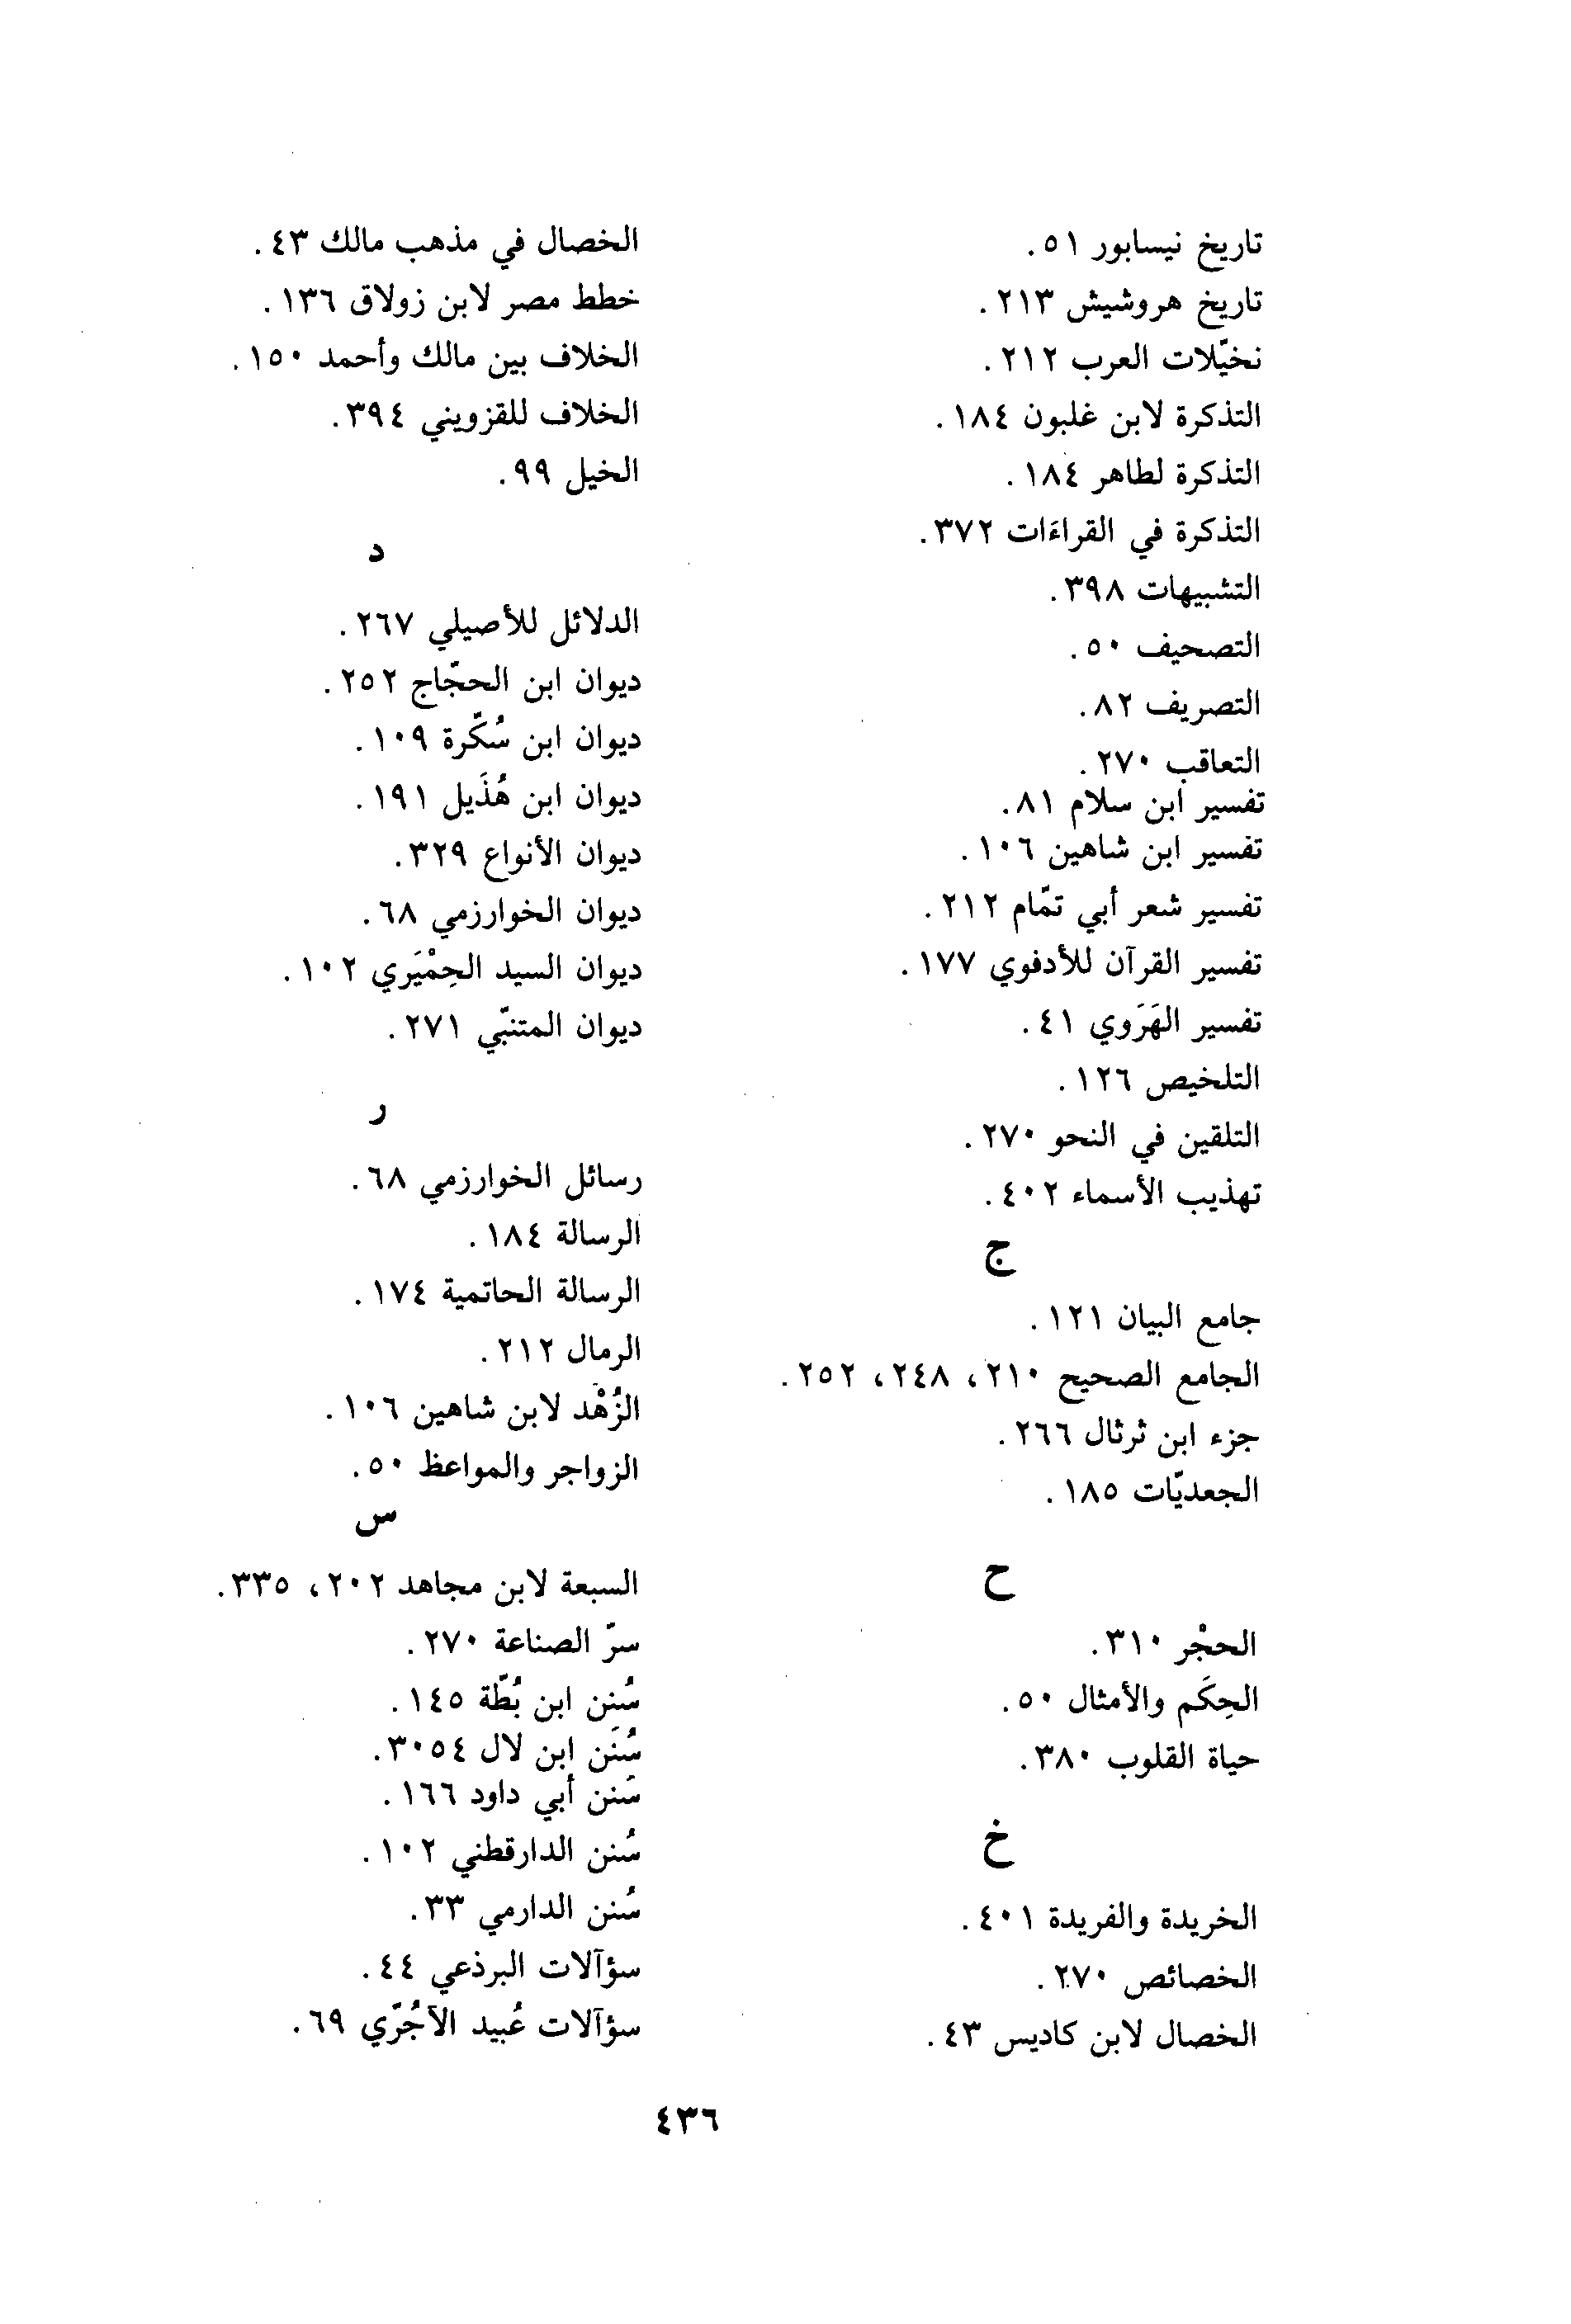 تاريخ نيسابور ٥١.
تاريخ هروشيش ٢١٣.
نخيّلات العرب ٢١٢.
التذكرة لابن غلبون ١٨٤.
التذكرة لطاهر ١٨٤.
التذكرة في القراءَات ٣٧٢.
التشبيهات ٣٩٨.
التصحيف ٥٠.
التصريف ٨٢.
التعاقب ٢٧٠.
تفسير ابن سلام ٨١.
تفسير ابن شاهين ١٠٦.
تفسير شعر أبي تمّام ٢١٢.
تفسير القرآن للأدفوي ١٧٧.
تفسير الهَرَوي ٤١.
التلخيص ١٢٦.
التلقين في النحو ٢٧٠.
تهذيب الأسماء ٤٠٢.
ج
جامع البيان ١٢١.
الجامع الصحيح ٢١٠، ٢٤٨، ٢٥٢.
جزء ابن ثرثال ٢٦٦.
الجعديّات ١٨٥.
ح
الحجْر ٣١٠.
الحِكَم والأمثال ٥٠.
حياة القلوب ٣٨٠.
خ
الخريدة والفريدة ٤٠١.
الخصائص ٢٧٠.
الخصال لابن كاديس ٤٣.
الخصال في مذهب مالك ٤٣.
خطط مصر لابن زولاق ١٣٦.
الخلاف بين مالك وأحمد ١٥٠.
الخلاف للقزويني ٣٩٤.
الخيل ٩٩.
د
الدلائل للأصيلي ٢٦٧.
ديوان ابن الحجّاج ٢٥٢.
ديوان ابن سُكّرة ١٠٩.
ديوان ابن هُذَيل ١٩١.
ديوان الأنواع ٣٢٩.
ديوان الخوارزمي ٦٨.
ديوان السيد الحِمْيَري ١٠٢.
ديوان المتنبّي ٢٧١.
ر
رسائل الخوارزمي ٦٨.
الرسالة ١٨٤.
الرسالة الحاتمية ١٧٤.
الرمال ٢١٢.
الزُهْد لابن شاهين ١٠٦.
الزواجر والمواعظ ٥٠.
س
السبعة لابن مجاهد ٢٠٢، ٣٣٥.
سرّ الصناعة ٢٧٠.
سُنن ابن بُطّة ١٤٥.
سُنَن ابن لال ٣٠٥٤.
سَنن أبي داود ١٦٦.
سُنن الدارقطني ١٠٢.
سُنن الدارمي ٣٣.
سؤآلات البرذعي ٤٤.
سؤآلات عُبيد الآجُرّي ٦٩.
٤٣٦